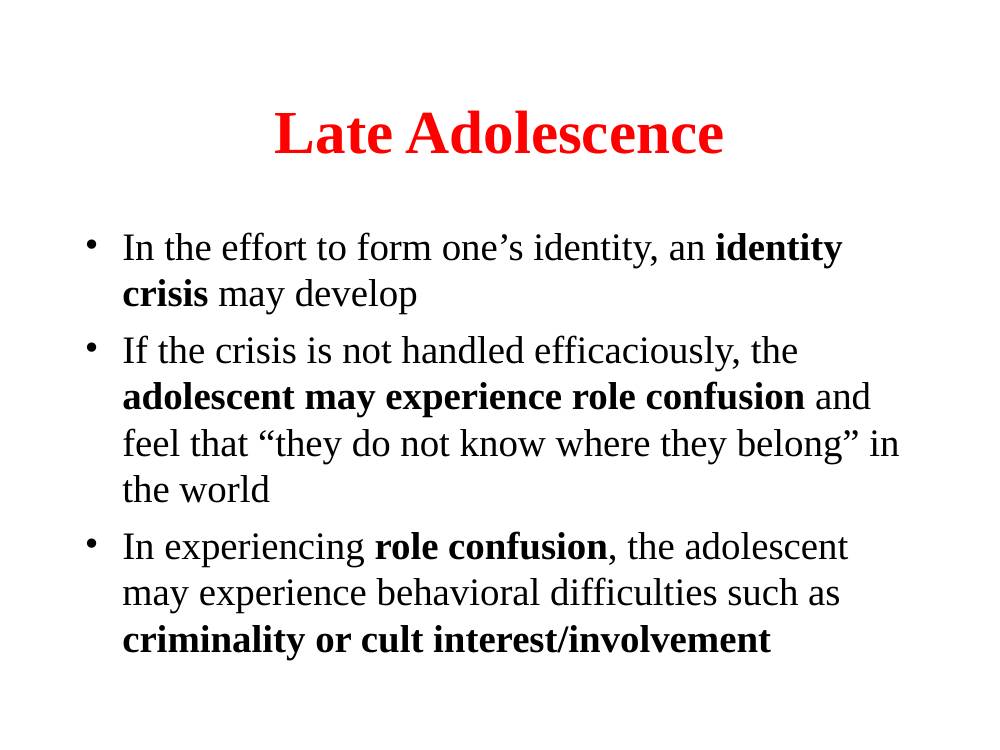 Late Adolescence
• In the effort to form one’s identity, an identity
crisis may develop
• If the crisis is not handled efficaciously, the
adolescent may experience role confusion and
feel that “they do not know where they belong” in
the world
• In experiencing role confusion, the adolescent
may experience behavioral difficulties such as
criminality or cult interest/involvement